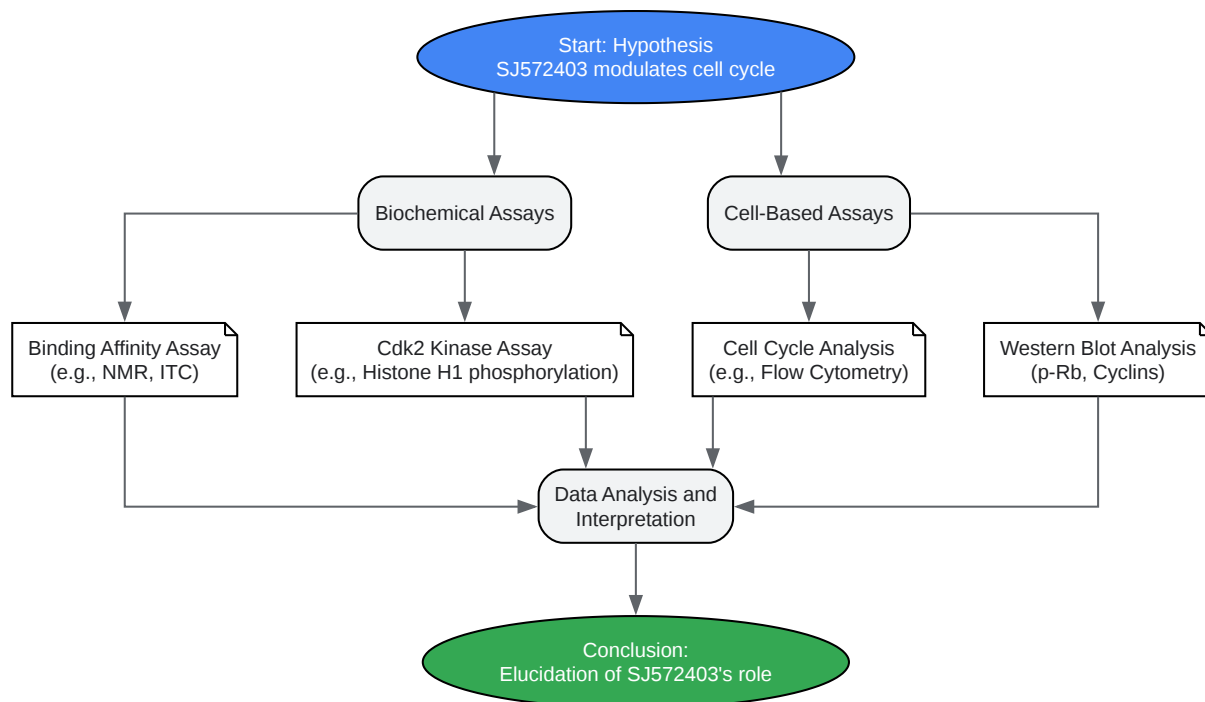 Start: Hypothesis
SJ572403 modulates cell cycle
Biochemical Assays
Cell-Based Assays
Binding Affinity Assay
(e.g., NMR, ITC)
Cdk2 Kinase Assay
(e.g., Histone H1 phosphorylation)
Cell Cycle Analysis
(e.g., Flow Cytometry)
Western Blot Analysis
(p-Rb, Cyclins)
Data Analysis and
Interpretation
Conclusion:
Elucidation of SJ572403's role